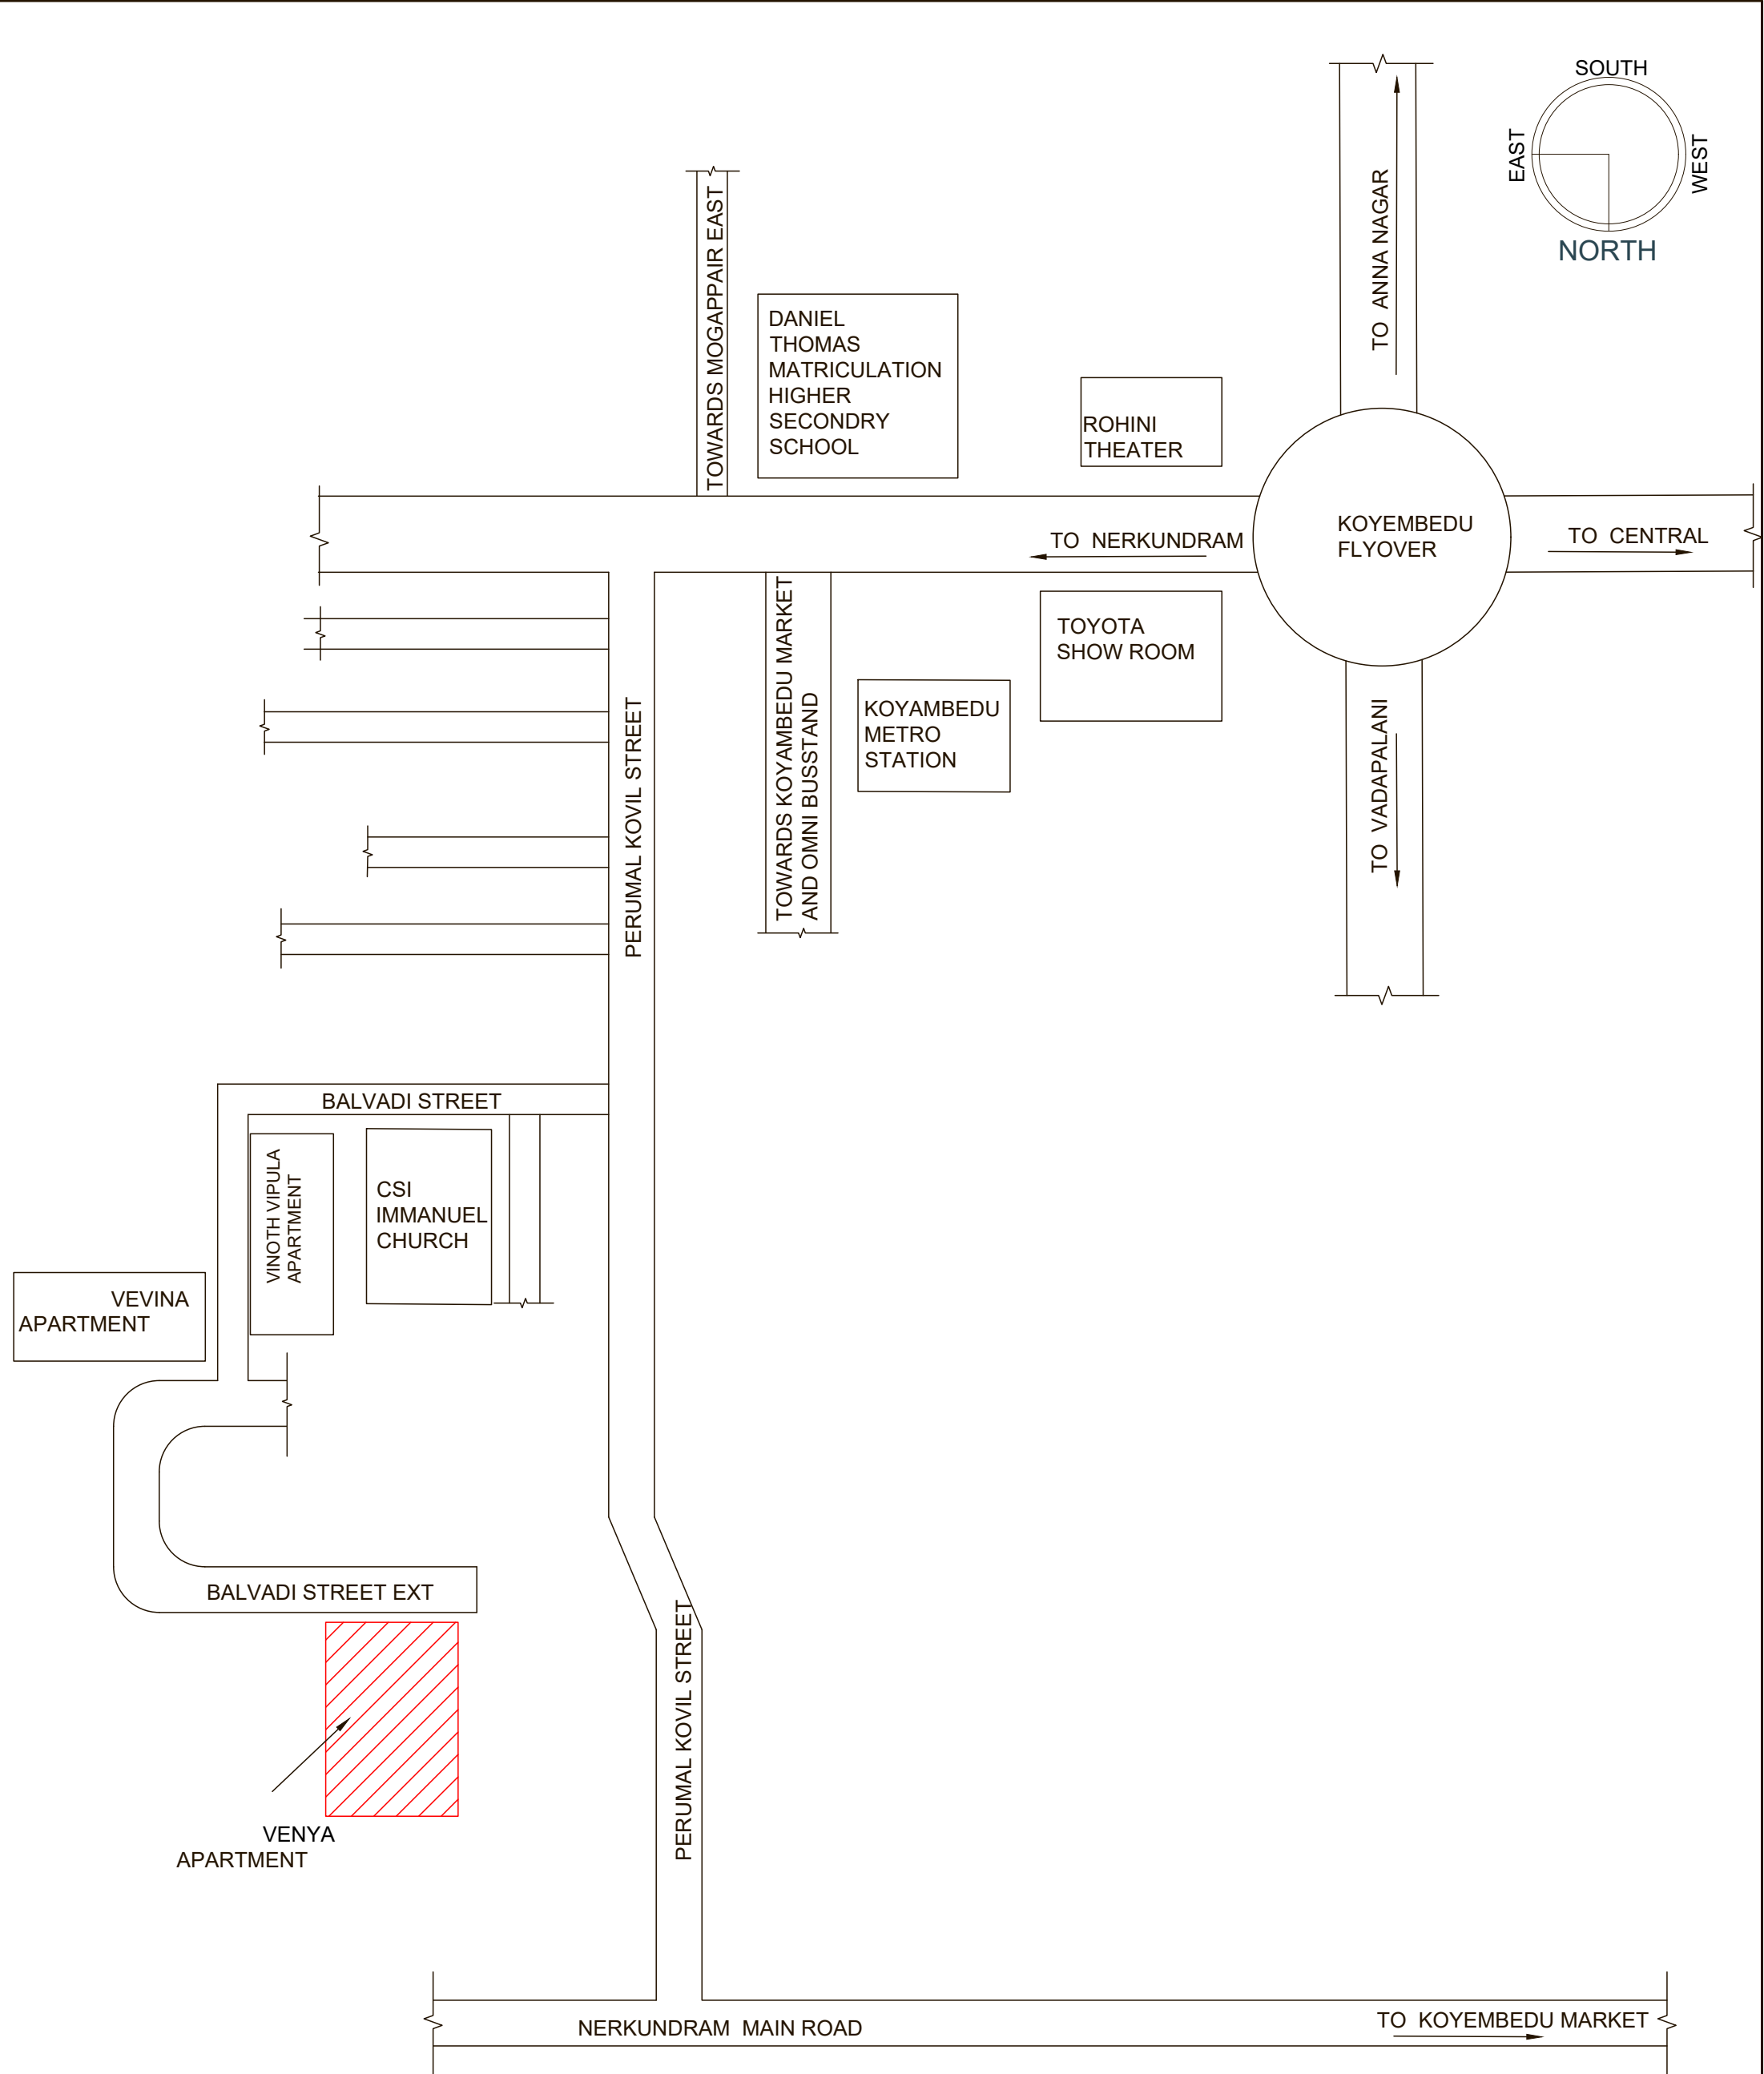 SOUTH
EAST
WEST
NORTH
TO ANNA NAGAR
TOWARDS MOGAPPAIR EAST
DANIEL
THOMAS
MATRICULATION
HIGHER
SECONDRY
SCHOOL
ROHINI
THEATER
KOYEMBEDU
FLYOVER
TO NERKUNDRAM
TO CENTRAL
TOYOTA
SHOW ROOM
TOWARDS KOYAMBEDU MARKET
AND OMNI BUSSTAND
KOYAMBEDU
METRO
STATION
PERUMAL KOVIL STREET
TO VADAPALANI
BALVADI STREET
VINOTH VIPULA
APARTMENT
CSI
IMMANUEL
CHURCH
VEVINA
APARTMENT
BALVADI STREET EXT
PERUMAL KOVIL STREET
VENYA
APARTMENT
NERKUNDRAM MAIN ROAD
TO KOYEMBEDU MARKET